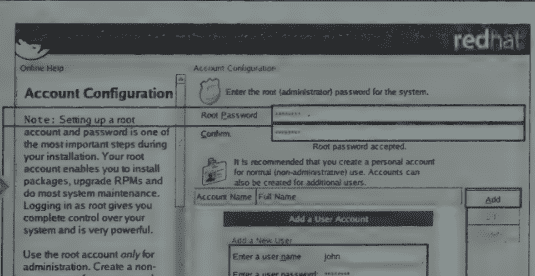 redhat
Online Help
Account Configuration
Account Configuration
Enter the root (administrator) password for the system.
Note: Setting up a root
account and password is one of
the most important steps during
your installation. Your root
account enables you to install
packages, upgrade RPMs and
do most system maintenance.
Logging in as root gives you
complete control over your
system and is very powerful.
Use the root account only for
administration. Create a non-
Root Password ********
Confirm ********
Root password accepted.
It is recommended that you create a personal account
for normal (non-administrative) use. Accounts can
also be created for additional users.
Account Name Full Name
Add
Add a User Account
Add a New User
Enter a user name john
Enter a user password ********